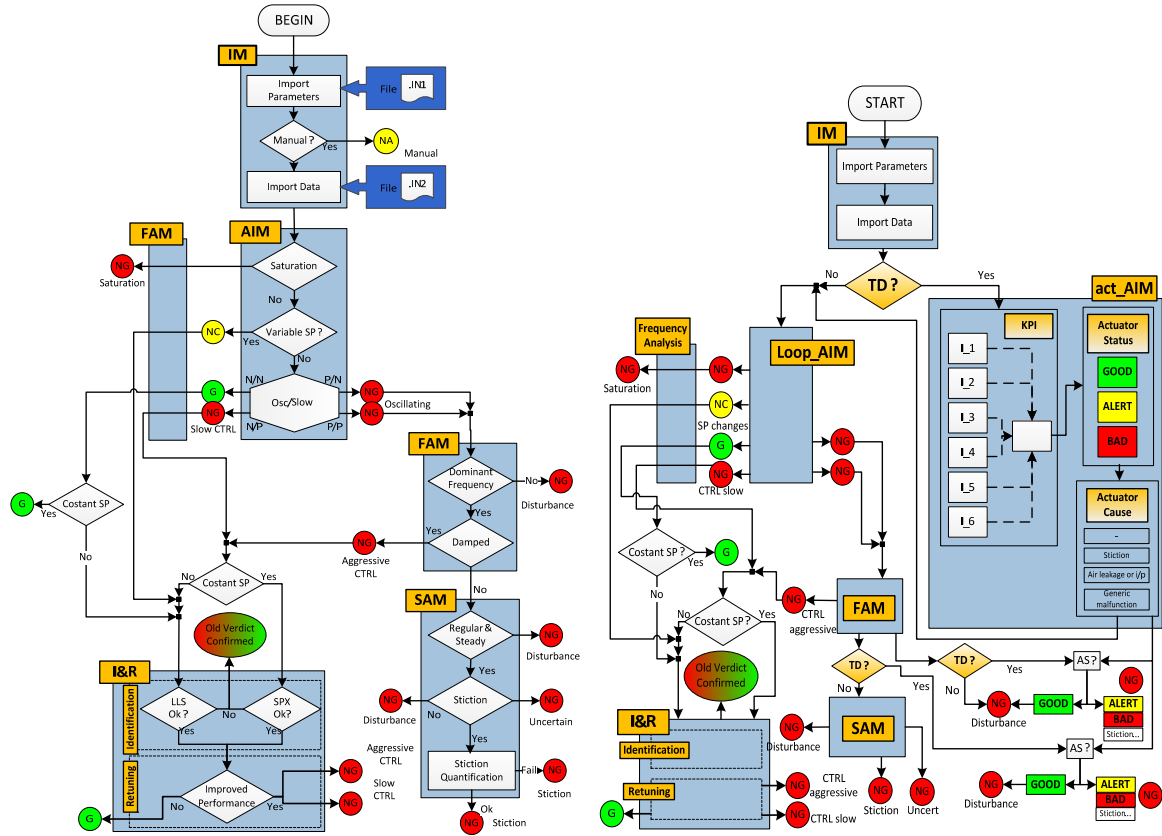 BEGIN
IM
Import
Parameters
File
.IN1
Manual ?
Yes
NA
Manual
Import Data
File
.IN2
FAM
AIM
NG
Saturation
Saturation
No
NC
Yes
Variable SP ?
No
G
N/N
P/N
NG
Osc/Slow
Oscillating
NG
N/P
P/P
NG
Slow CTRL
FAM
Dominant
Frequency
No
NG
Disturbance
Yes
Yes
Damped
G
Yes
Costant SP
NG
Aggressive
CTRL
No
No
No
Costant SP
Yes
SAM
Old Verdict
Confirmed
Regular &
Steady
NG
Disturbance
Yes
I&R
Identification
LLS
Ok ?
No
SPX
Ok?
Yes
Yes
NG
Disturbance
No
Stiction
NG
Uncertain
Yes
Aggressive
CTRL
Retuning
Improved
Performance
No
Yes
NG
Slow
CTRL
NG
G
Stiction
Quantification
Fail
NG
Stiction
Ok
NG
Stiction
START
IM
Import Parameters
Import Data
No
TD ?
Yes
act_AIM
KPI
I_1
I_2
I_3
I_4
I_5
I_6
Actuator
Status
GOOD
ALERT
BAD
Actuator
Cause
-
Stiction
Air leakage or i/p
Generic
malfunction
Frequency
Analysis
Loop_AIM
NG
Saturation
NG
NC
SP changes
G
NG
NG
CTRL slow
NG
Costant SP ?
Yes
G
No
No
Costant SP ?
Yes
NG
CTRL
aggressive
FAM
Old Verdict
Confirmed
TD ?
No
Yes
TD ?
Yes
No
AS ?
NG
Disturbance
GOOD
ALERT
BAD
Stiction...
NG
I&R
Identification
Retuning
G
NG
CTRL
aggressive
NG
CTRL slow
NG
Disturbance
SAM
NG
Stiction
NG
Uncert
AS ?
NG
Disturbance
GOOD
ALERT
BAD
Stiction...
NG